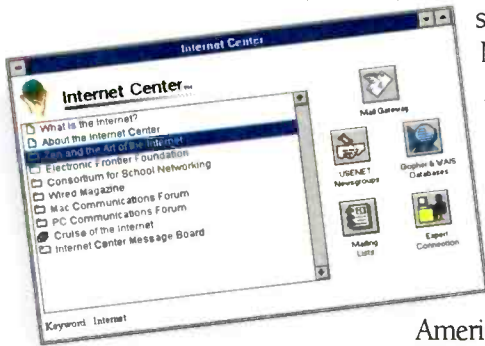 Internet Center
Internet Center™
What is the Internet?
About the Internet Center
Zen and the Art of the Internet
Electronic Frontier Foundation
Consortium for School Networking
Wired Magazine
Mac Communications Forum
PC Communications Forum
Cruise of the Internet
Internet Center Message Board
Mail Gateway
USENET
Newsgroups
Gopher & WAIS
Databases
Mailing
Lists
Expert
Connection
Keyword Internet
Ameri